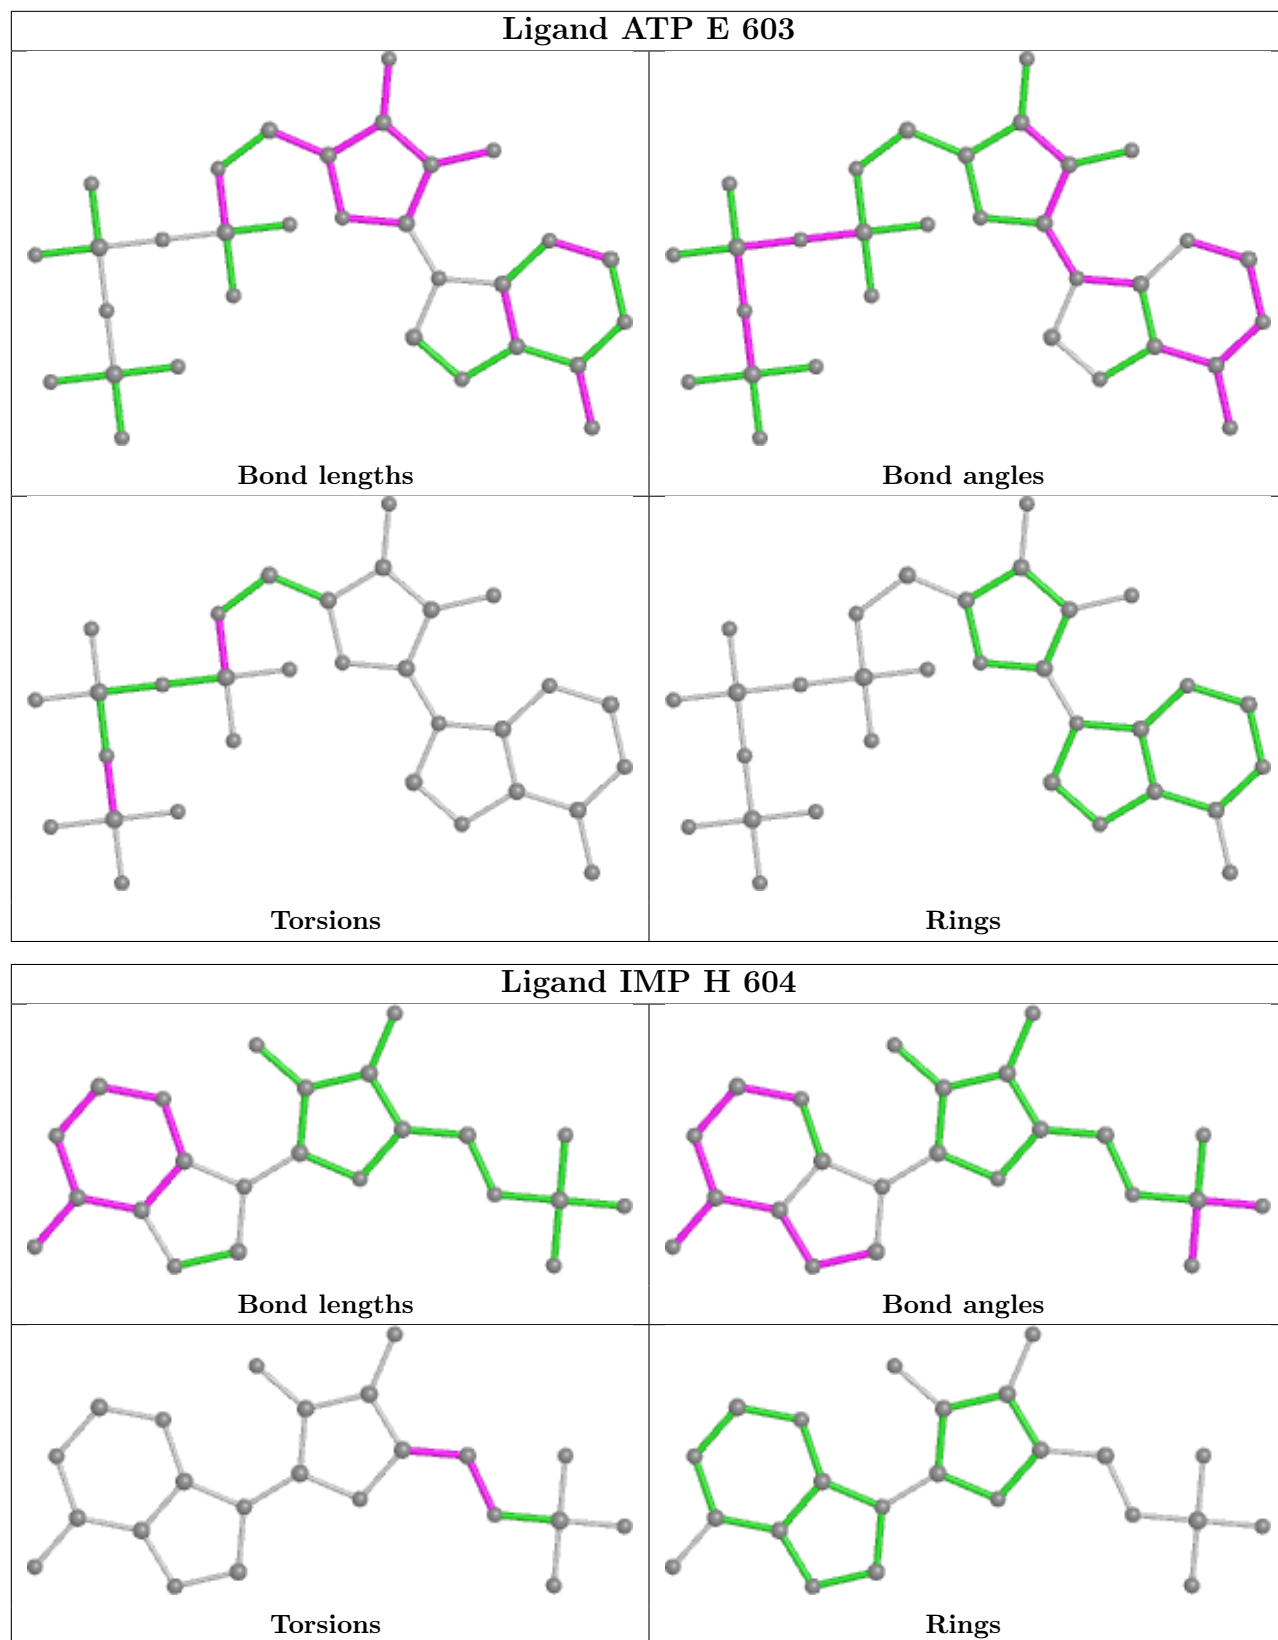 Ligand ATP E 603
Bond lengths
Bond angles
Torsions
Rings
Ligand IMP H 604
Bond lengths
Bond angles
Torsions
Rings